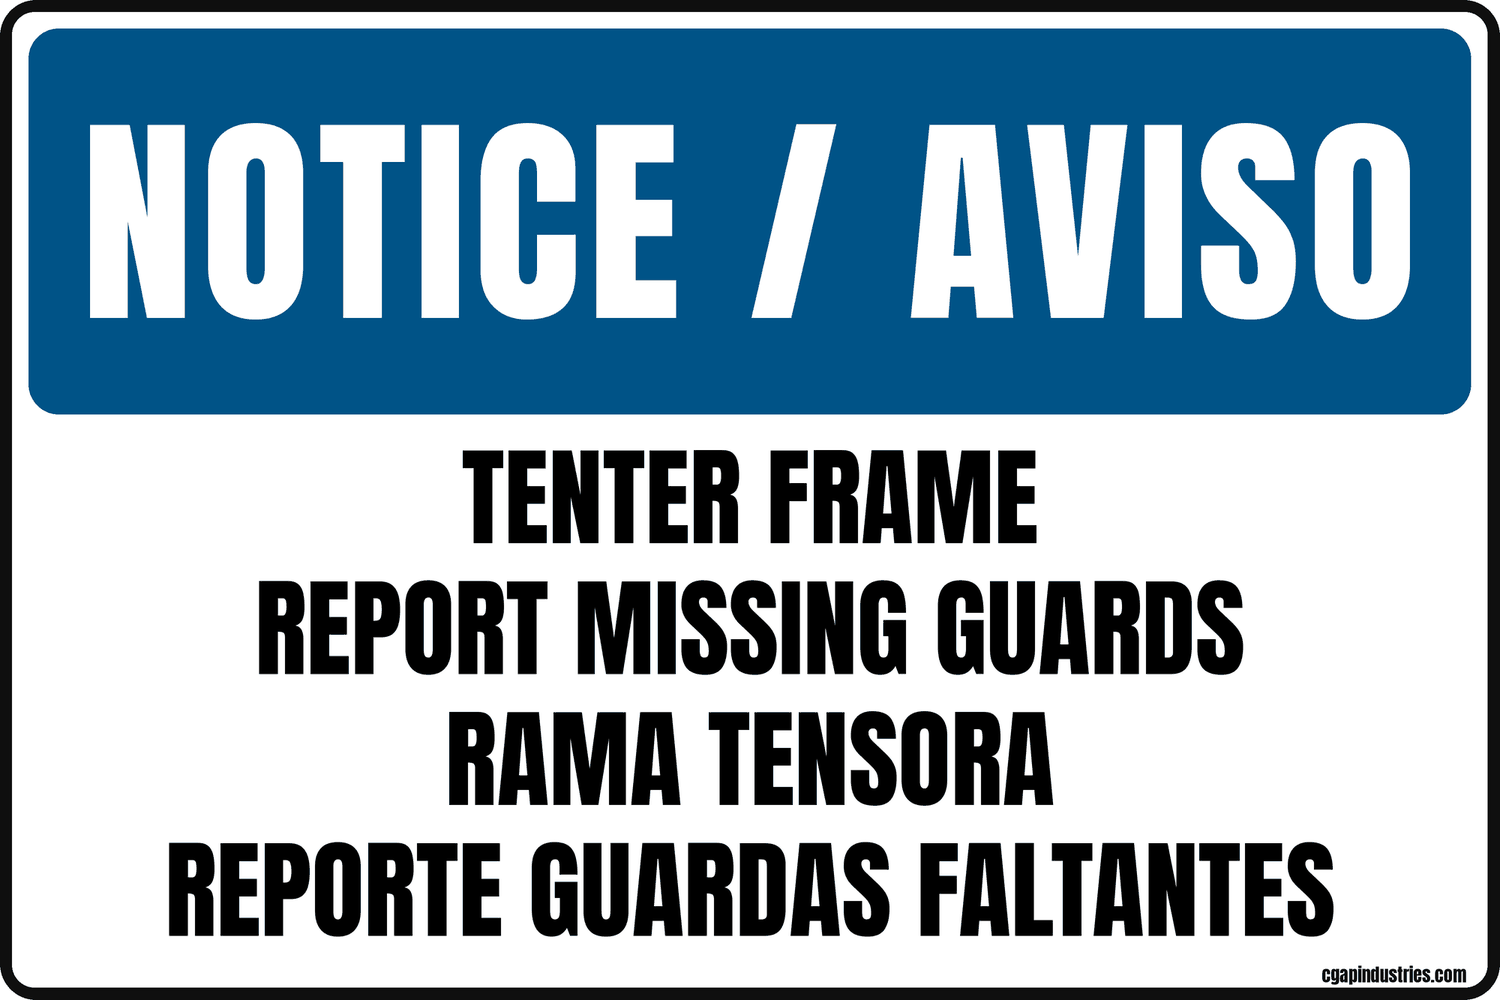 NOTICE / AVISO
TENTER FRAME
REPORT MISSING GUARDS
RAMA TENSORA
REPORTE GUARDAS FALTANTES
cgapindustries.com